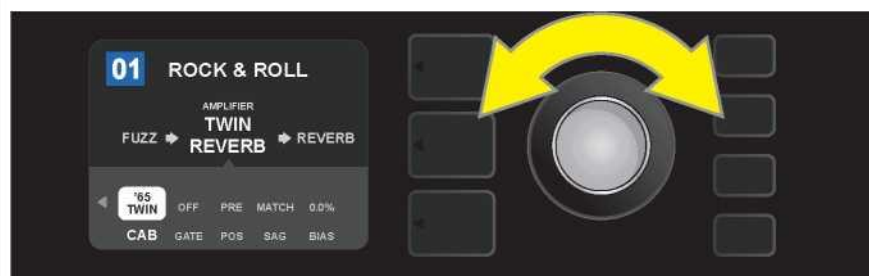 01 ROCK & ROLL
AMPLIFIER
TWIN
FUZZ REVERB REVERB
'65
TWIN OFF PRE MATCH 0.0%
CAB GATE POS SAG BIAS